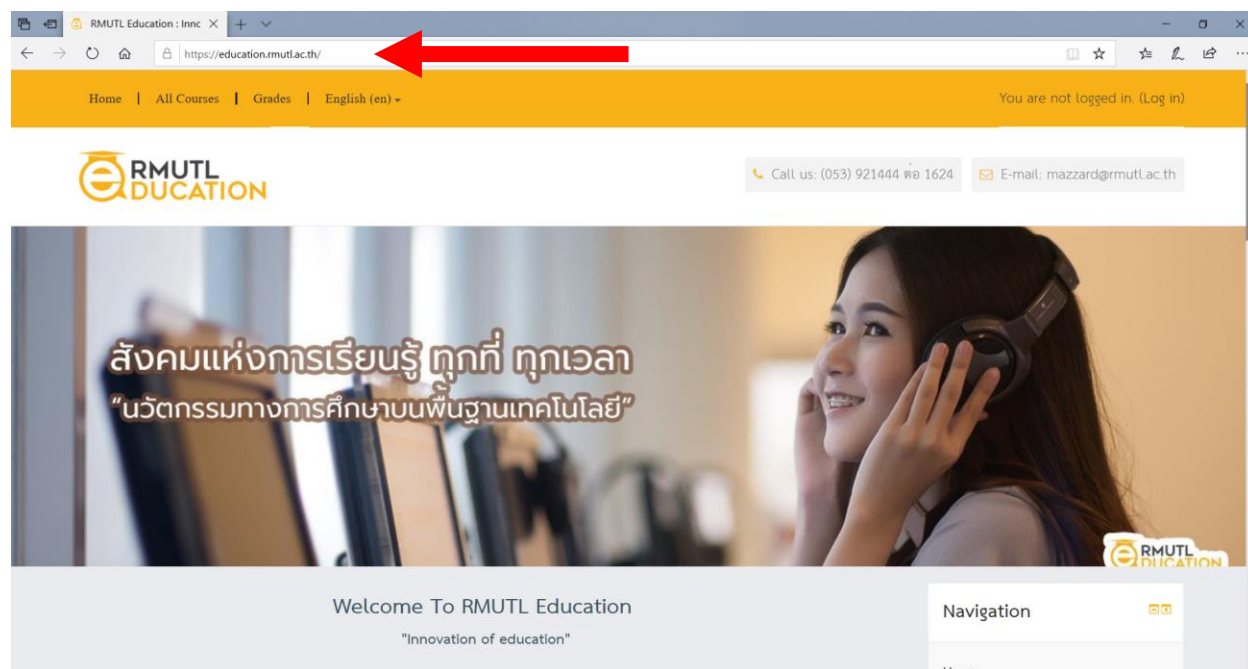 RMUTL Education : Innc
https://education.rmutl.ac.th/
Home | All Courses | Grades | English (en)
You are not logged in. (Log in)
RMUTL
eDUCATION
Call us: (053) 921444 ต่อ 1624
E-mail: mazzard@rmutl.ac.th
สังคมแห่งการเรียนรู้ ทุกที่ ทุกเวลา
“นวัตกรรมทางการศึกษาบนพื้นฐานเทคโนโลยี”
RMUTL
eDUCATION
Welcome To RMUTL Education
"Innovation of education"
Navigation